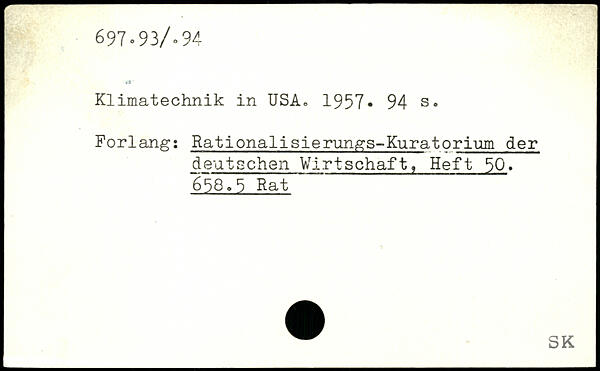 697.93/.94
Klimatechnik in USA. 1957. 94 s.
Forlang: Rationalisierungs-Kuratorium der
deutschen Wirtschaft, Heft 50.
658.5 Rat
SK